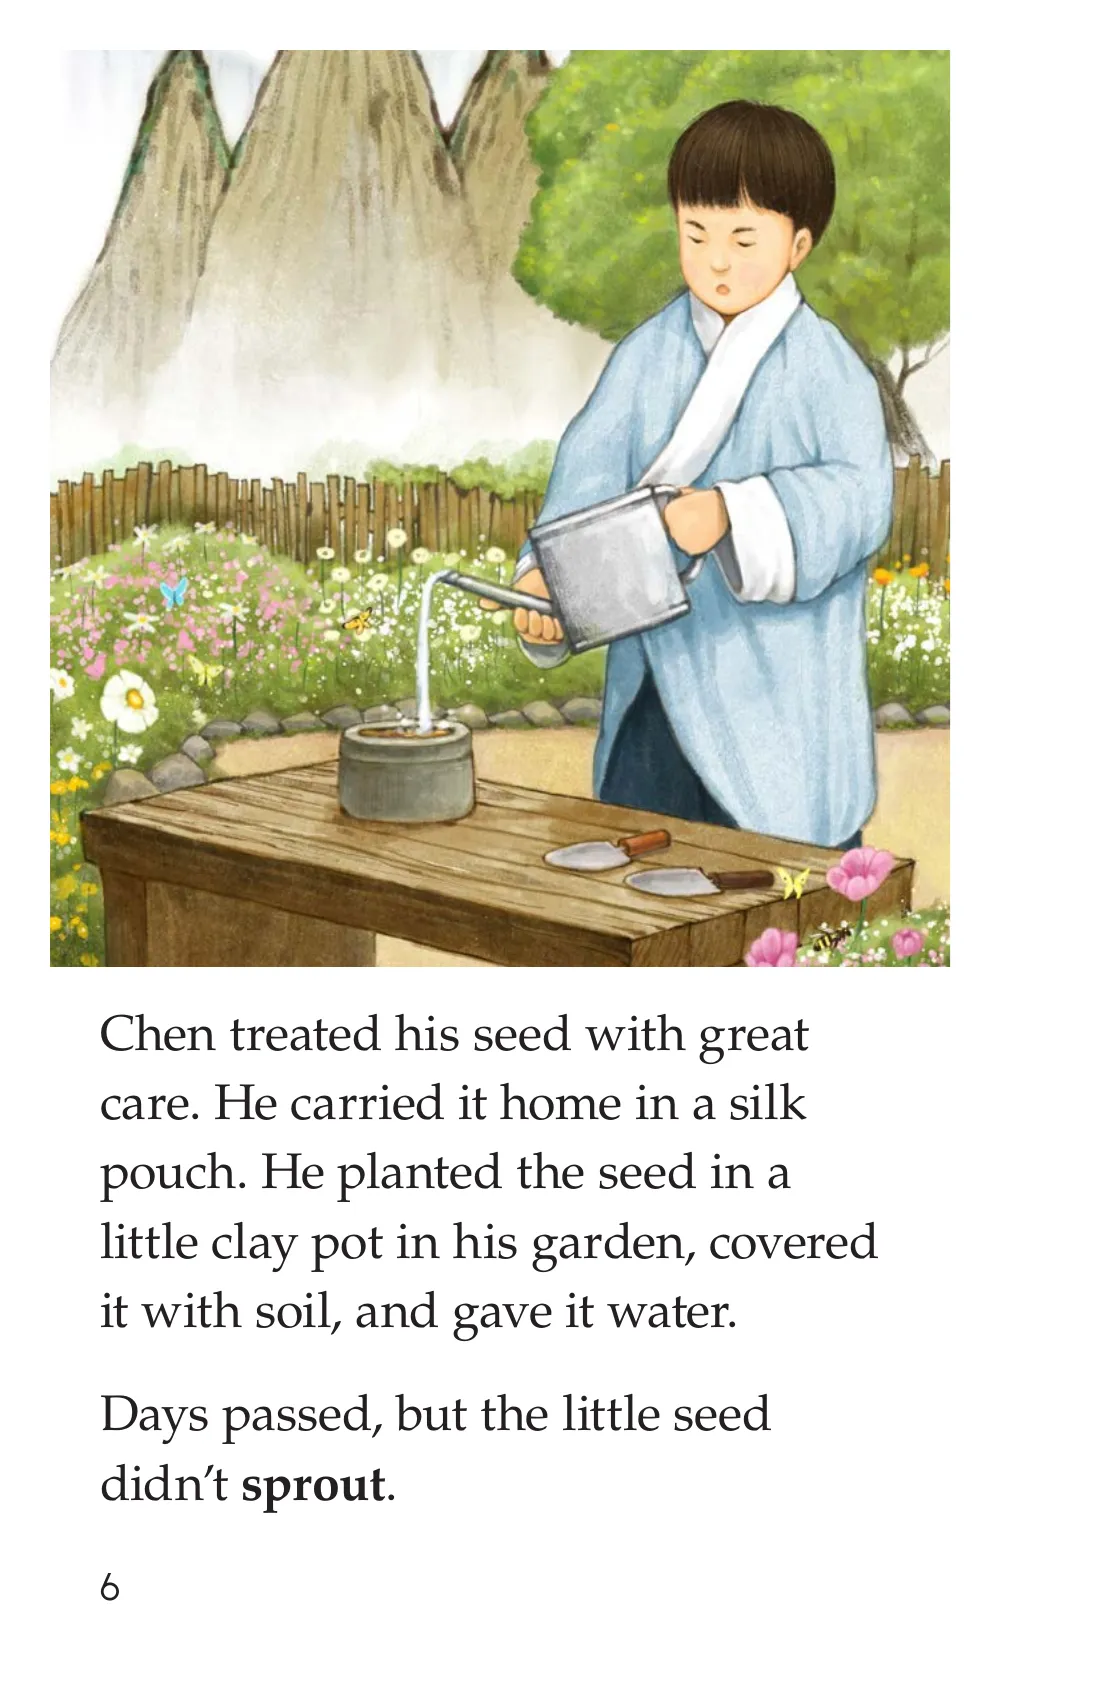 Chen treated his seed with great
care. He carried it home in a silk
pouch. He planted the seed in a
little clay pot in his garden, covered
it with soil, and gave it water.
Days passed, but the little seed
didn’t sprout.
6